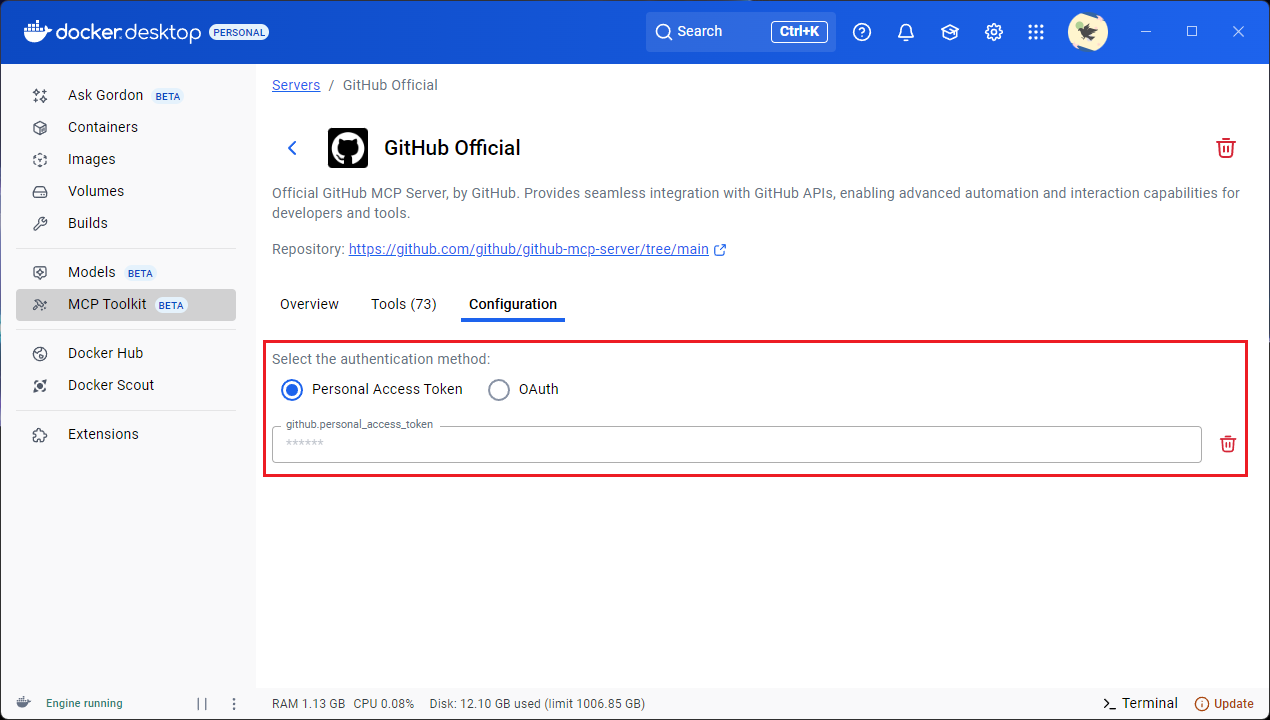 docker.desktop PERSONAL
Search Ctrl+K
Ask Gordon BETA
Containers
Images
Volumes
Builds
Models BETA
MCP Toolkit BETA
Docker Hub
Docker Scout
Extensions
Servers / GitHub Official
GitHub Official
Official GitHub MCP Server, by GitHub. Provides seamless integration with GitHub APIs, enabling advanced automation and interaction capabilities for
developers and tools.
Repository: https://github.com/github/github-mcp-server/tree/main
Overview Tools (73) Configuration
Select the authentication method:
Personal Access Token OAuth
github.personal_access_token
******
Engine running
RAM 1.13 GB CPU 0.08% Disk: 12.10 GB used (limit 1006.85 GB)
>_ Terminal
Update